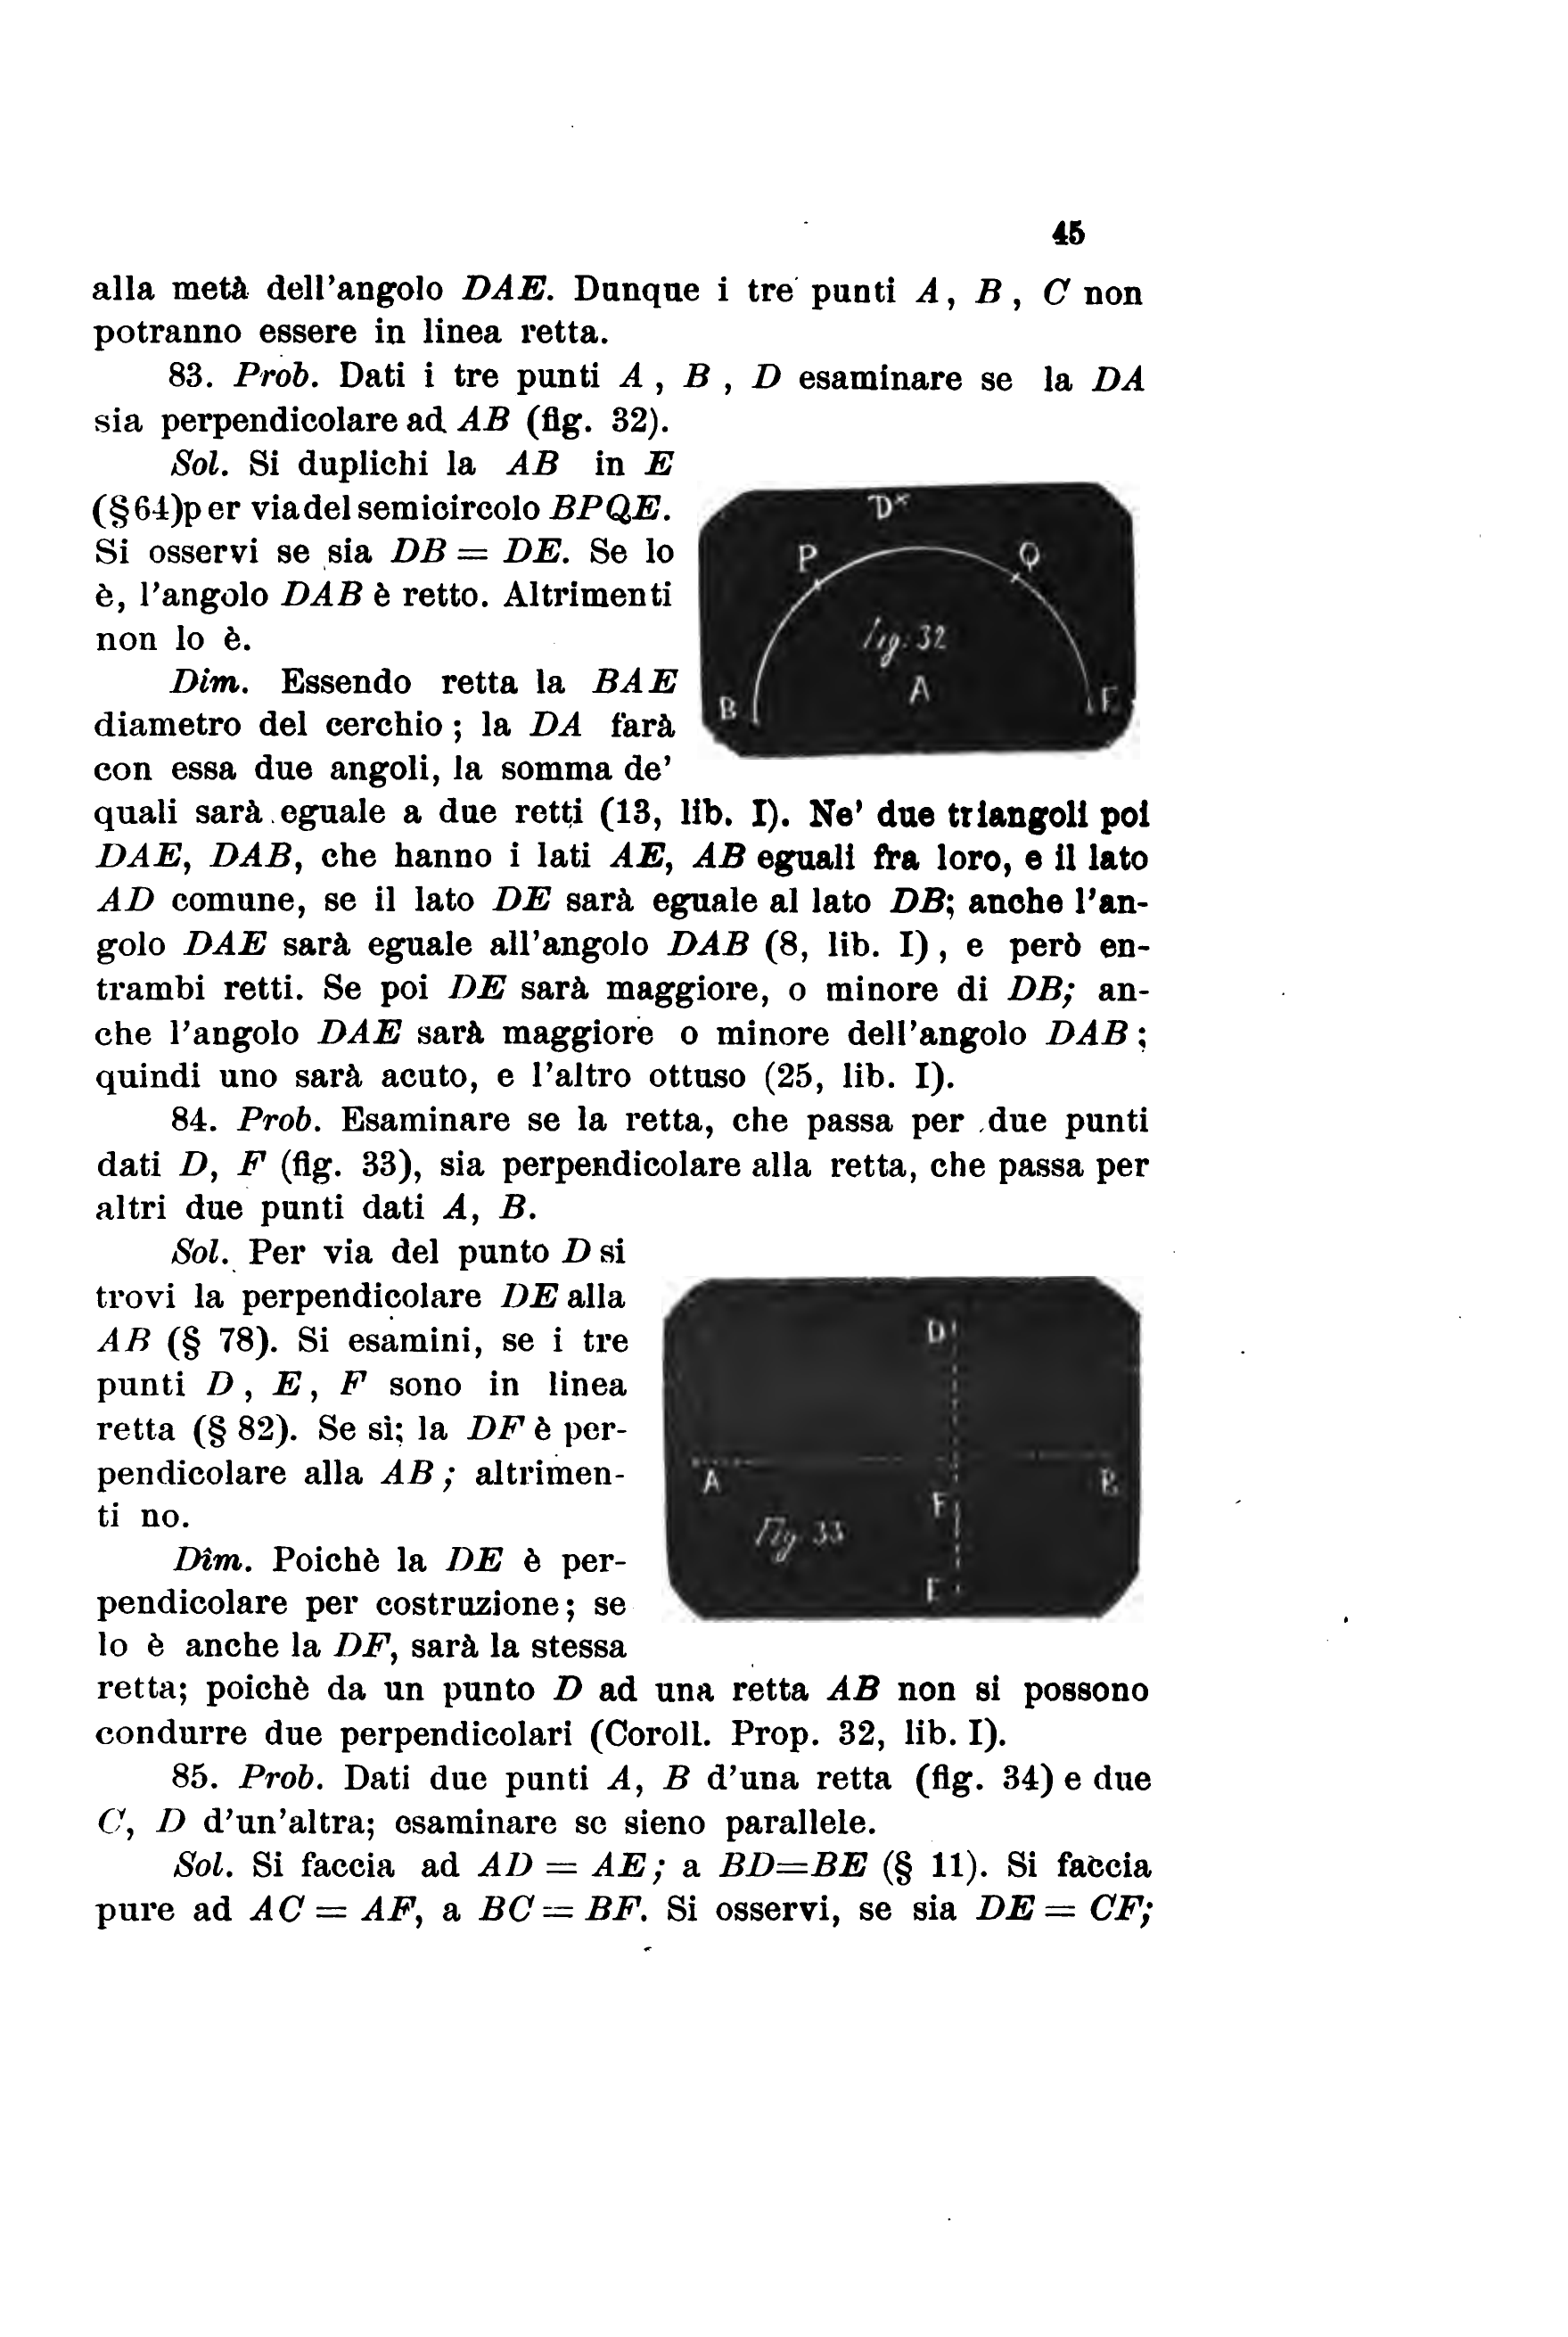 45
alla metà dell'angolo DAE. Dunque i tre punti A, B, C non
potranno essere in linea retta.
83. Prob. Dati i tre punti A, B, D esaminare se la DA
sia perpendicolare ad AB (fig. 32).
Sol. Si duplichi la AB in E
(§64)p er via del semicircolo BPQE.
Si osservi se sia DB = DE. Se lo
è, l'angolo DAB è retto. Altrimenti
non lo è.
Dim. Essendo retta la BAE
diametro del cerchio; la DA farà
con essa due angoli, la somma de'
D
P
Q
Fig. 32
A
B
E
quali sarà eguale a due retti (13, lib. I). Ne' due triangoli poi
DAE, DAB, che hanno i lati AE, AB eguali fra loro, e il lato
AD comune, se il lato DE sarà eguale al lato DB; anche l'an-
golo DAE sarà eguale all'angolo DAB (8, lib. I), e però en-
trambi retti. Se poi DE sarà maggiore, o minore di DB; an-
che l'angolo DAE sarà maggiore o minore dell'angolo DAB;
quindi uno sarà acuto, e l'altro ottuso (25, lib. I).
84. Prob. Esaminare se la retta, che passa per due punti
dati D, F (fig. 33), sia perpendicolare alla retta, che passa per
altri due punti dati A, B.
Sol. Per via del punto D si
trovi la perpendicolare DE alla
AB (§ 78). Si esamini, se i tre
punti D, E, F sono in linea
retta (§ 82). Se sì; la DF è per-
pendicolare alla AB; altrimen-
ti no.
Dim. Poichè la DE è per-
pendicolare per costruzione; se
lo è anche la DF, sarà la stessa
D
A
B
F
Fig 33
E
retta; poichè da un punto D ad una retta AB non si possono
condurre due perpendicolari (Coroll. Prop. 32, lib. I).
85. Prob. Dati due punti A, B d'una retta (fig. 34) e due
C, D d'un'altra; esaminare se sieno parallele.
Sol. Si faccia ad AD = AE; a BD=BE (§ 11). Si faccia
pure ad AC = AF, a BC = BF. Si osservi, se sia DE = CF;